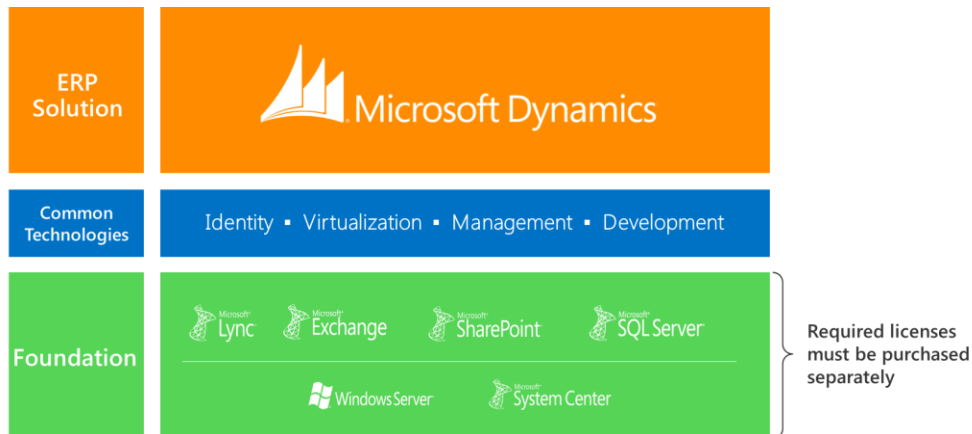 ERP
Solution
Microsoft Dynamics
Common
Technologies
Identity ▪ Virtualization ▪ Management ▪ Development
Foundation
Microsoft Lync
Microsoft Exchange
Microsoft SharePoint
Microsoft SQL Server
Windows Server
Microsoft System Center
Required licenses
must be purchased
separately